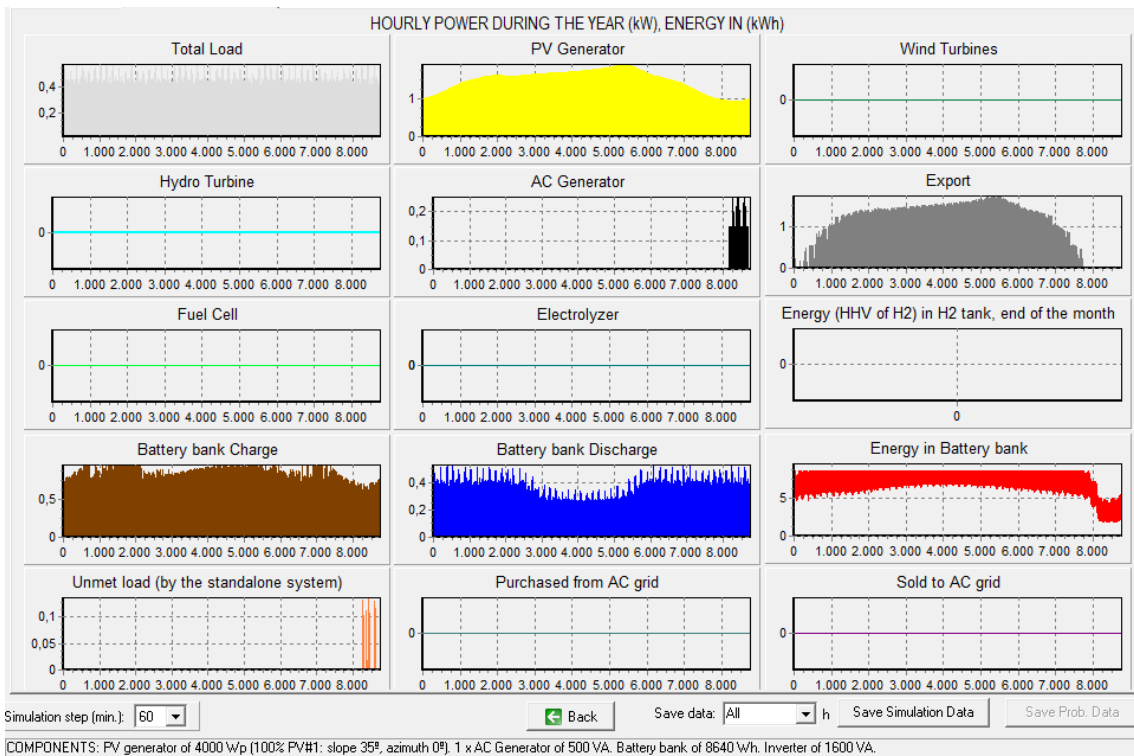 HOURLY POWER DURING THE YEAR (kW), ENERGY IN (kWh)
Total Load
0,4
0,2
0 1.000 2.000 3.000 4.000 5.000 6.000 7.000 8.000
PV Generator
1
0
0 1.000 2.000 3.000 4.000 5.000 6.000 7.000 8.000
Wind Turbines
0
0 1.000 2.000 3.000 4.000 5.000 6.000 7.000 8.000
Hydro Turbine
0
0 1.000 2.000 3.000 4.000 5.000 6.000 7.000 8.000
AC Generator
0,2
0,1
0
0 1.000 2.000 3.000 4.000 5.000 6.000 7.000 8.000
Export
1
0
0 1.000 2.000 3.000 4.000 5.000 6.000 7.000 8.000
Fuel Cell
0
0 1.000 2.000 3.000 4.000 5.000 6.000 7.000 8.000
Electrolyzer
0
0 1.000 2.000 3.000 4.000 5.000 6.000 7.000 8.000
Energy (HHV of H2) in H2 tank, end of the month
0
0
Battery bank Charge
0,5
0
0 1.000 2.000 3.000 4.000 5.000 6.000 7.000 8.000
Battery bank Discharge
0,4
0,2
0
0 1.000 2.000 3.000 4.000 5.000 6.000 7.000 8.000
Energy in Battery bank
5
0
0 1.000 2.000 3.000 4.000 5.000 6.000 7.000 8.000
Unmet load (by the standalone system)
0,1
0,05
0
0 1.000 2.000 3.000 4.000 5.000 6.000 7.000 8.000
Purchased from AC grid
0
0 1.000 2.000 3.000 4.000 5.000 6.000 7.000 8.000
Sold to AC grid
0
0 1.000 2.000 3.000 4.000 5.000 6.000 7.000 8.000
Simulation step (min.): 60
Back
Save data: All h
Save Simulation Data
Save Prob. Data
COMPONENTS: PV generator of 4000 Wp (100% PV#1: slope 35º, azimuth 0º). 1 x AC Generator of 500 VA. Battery bank of 8640 Wh. Inverter of 1600 VA.